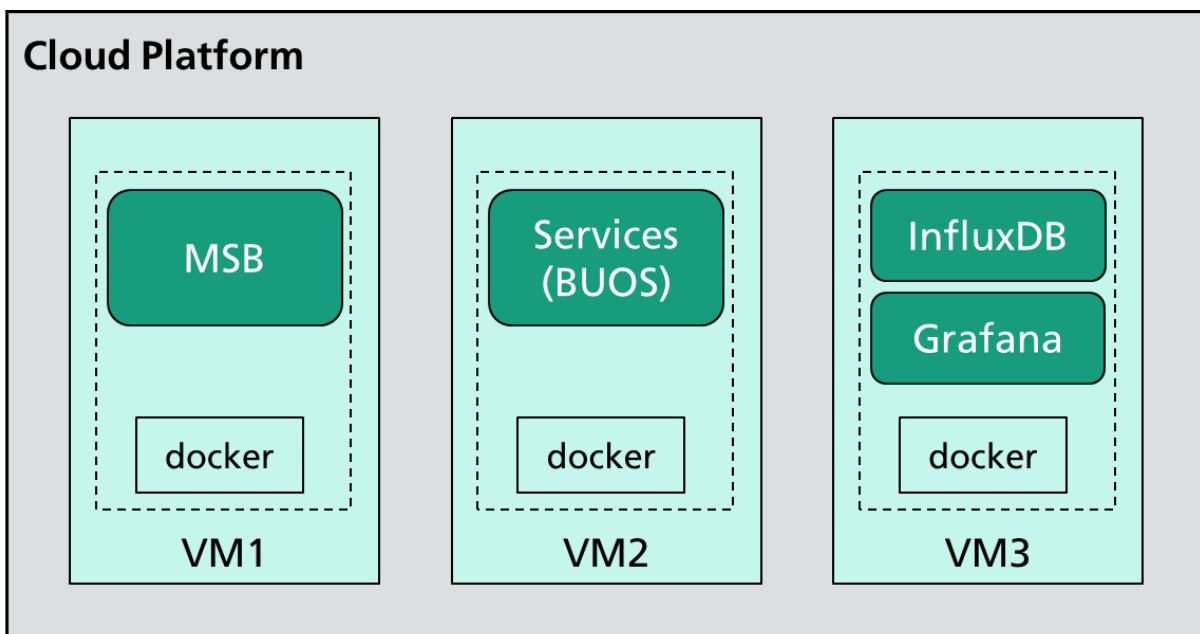 Cloud Platform
MSB
docker
VM1
Services
(BUOS)
docker
VM2
InfluxDB
Grafana
docker
VM3